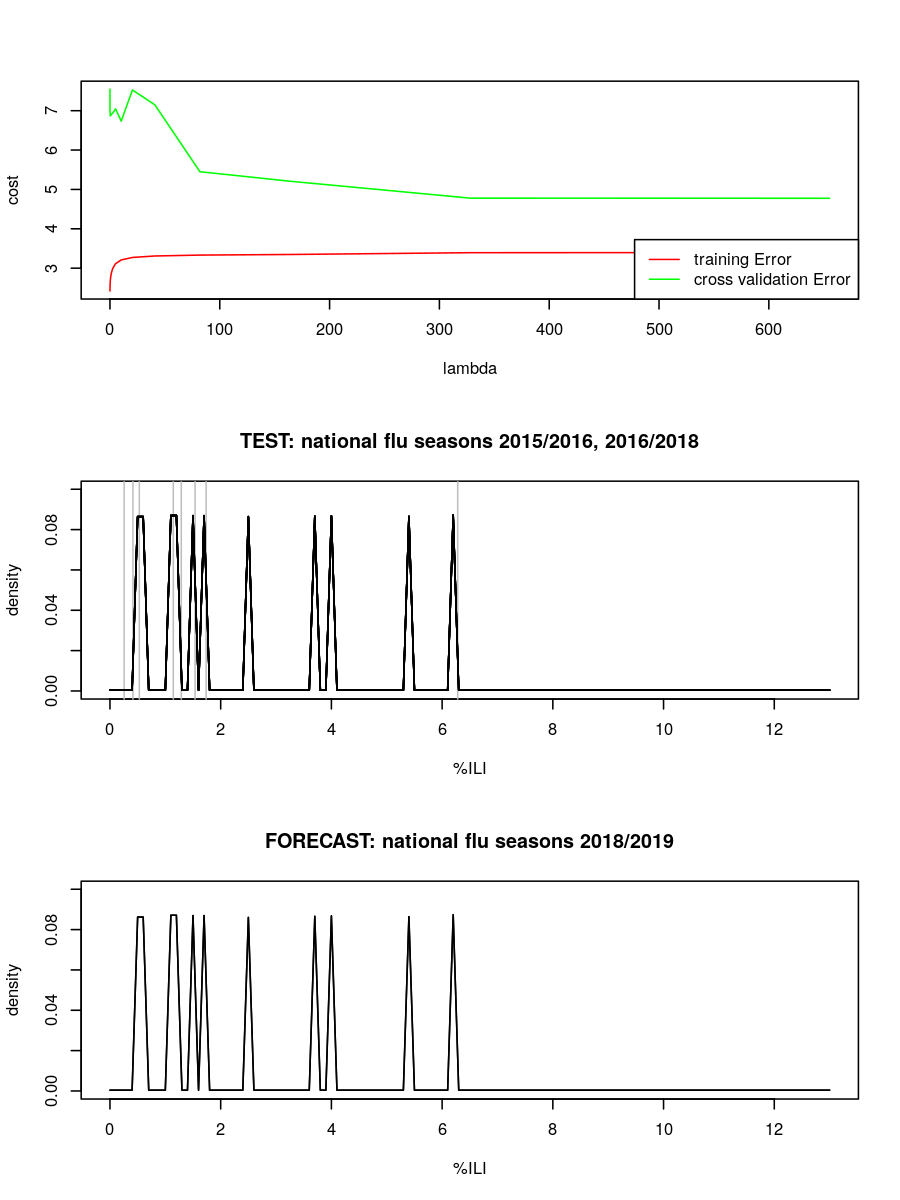 7
6
5
4
3
cost
training Error
cross validation Error
0 100 200 300 400 500 600
lambda
TEST: national flu seasons 2015/2016, 2016/2018
0.08
0.04
0.00
density
0 2 4 6 8 10 12
%ILI
FORECAST: national flu seasons 2018/2019
0.08
0.04
0.00
density
0 2 4 6 8 10 12
%ILI